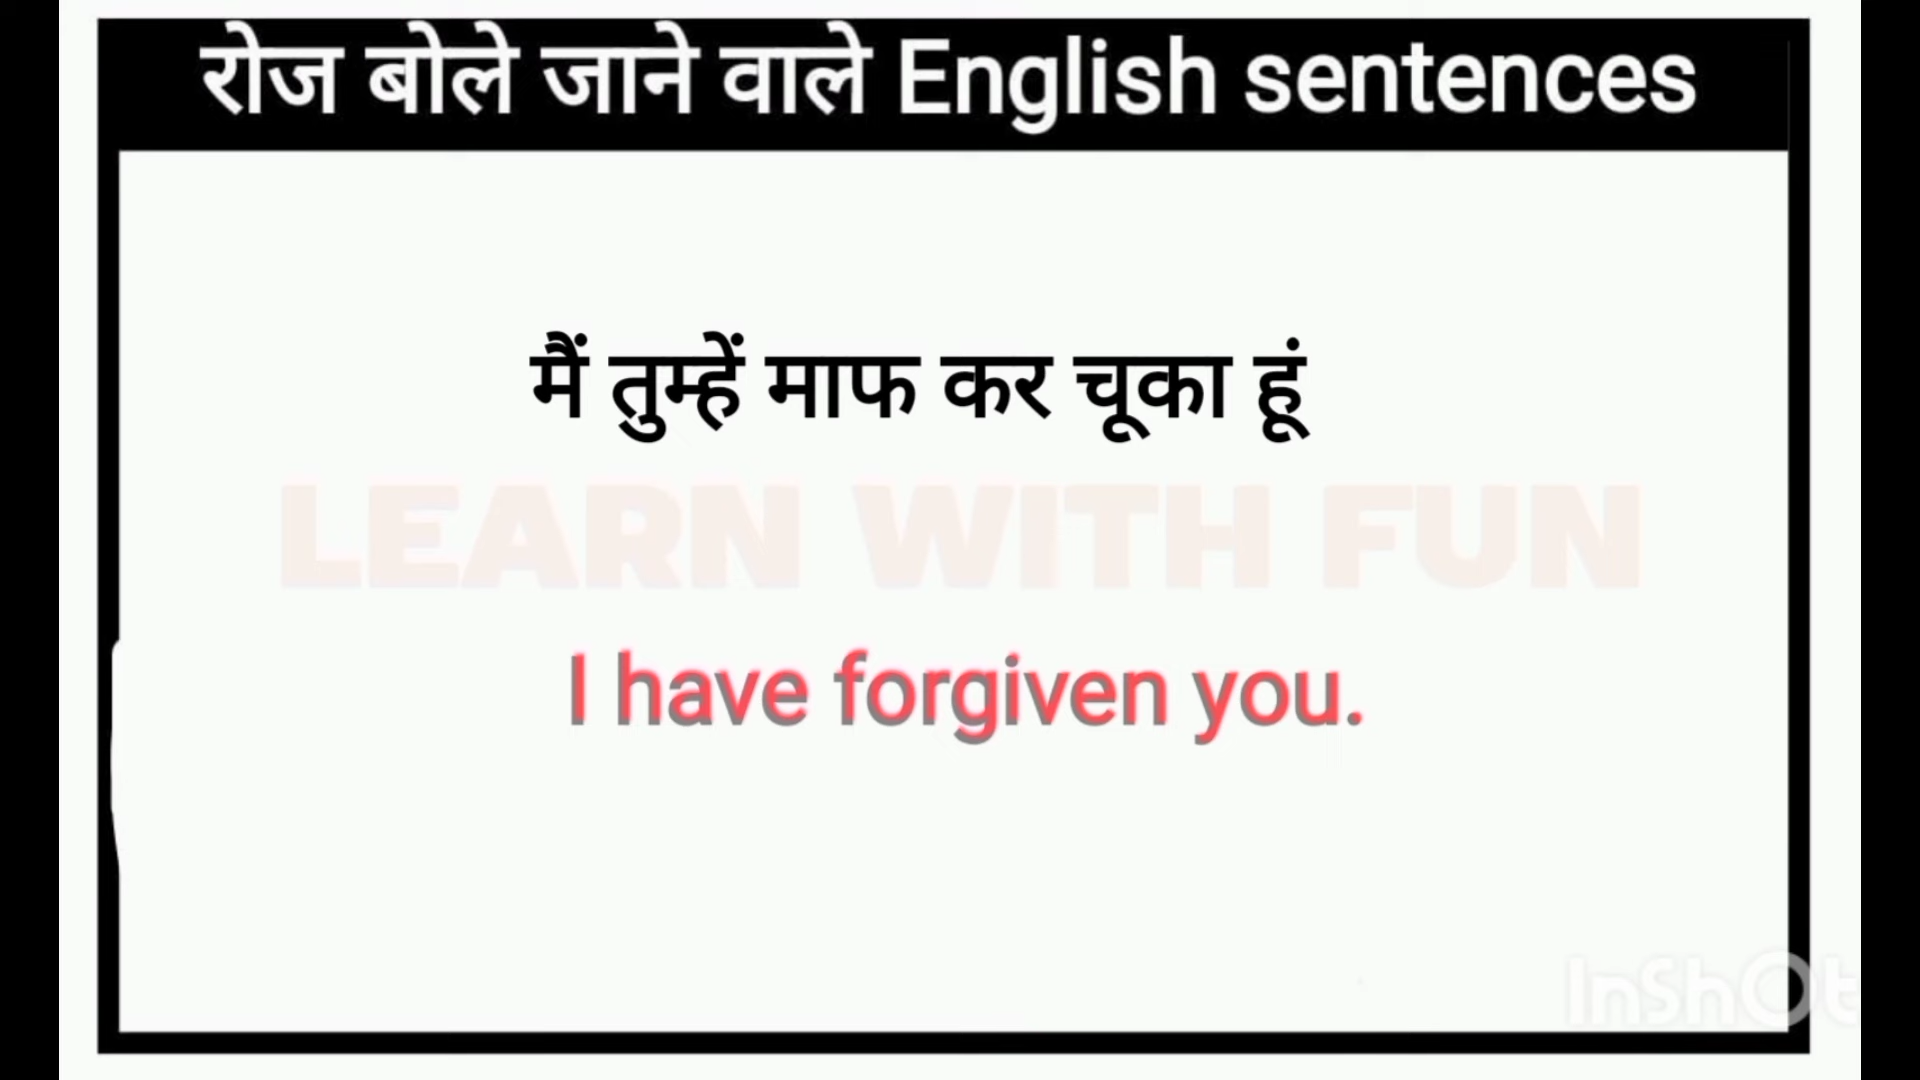 रोज बोले जाने वाले English sentences
मैं तुम्हें माफ कर चूका हूं
LEARN WITH FUN
I have forgiven you.
InShOt